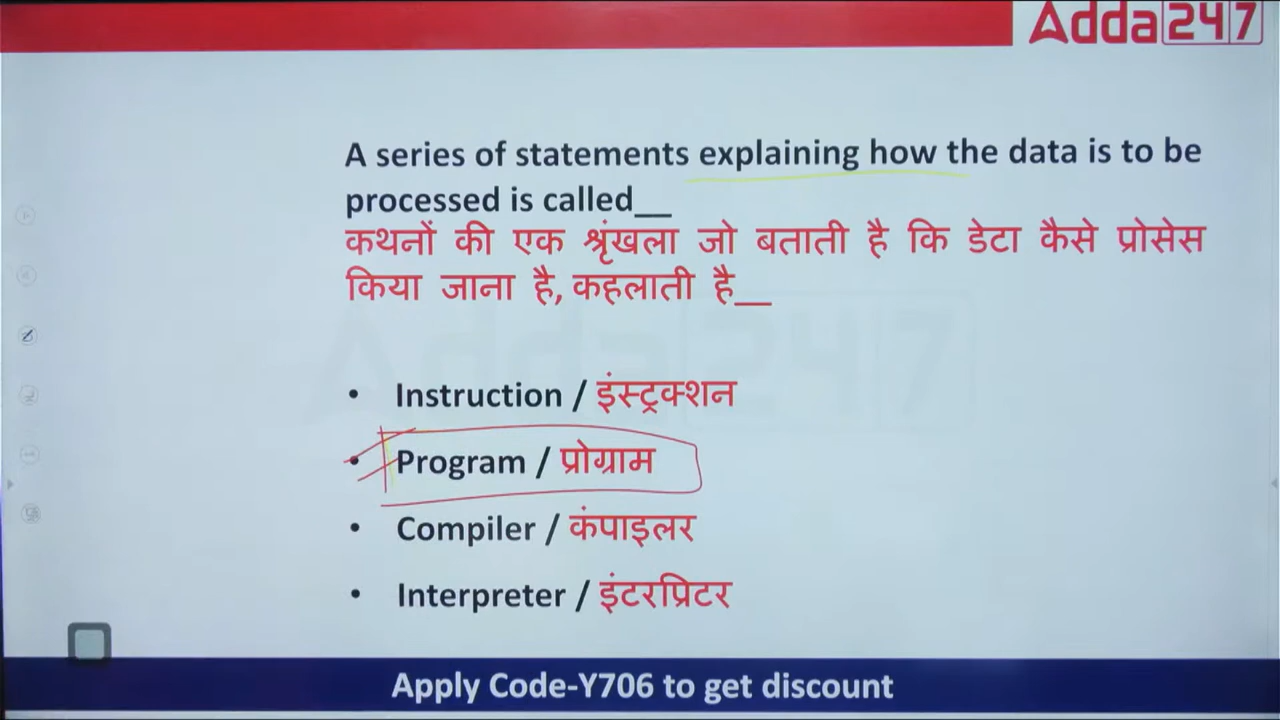 Adda247
A series of statements explaining how the data is to be
processed is called__
कथनों की एक श्रृंखला जो बताती है कि डेटा कैसे प्रोसेस
किया जाना है, कहलाती है__
Adda247
• Instruction / इंस्ट्रक्शन
• Program / प्रोग्राम
• Compiler / कंपाइलर
• Interpreter / इंटरप्रिटर
Apply Code-Y706 to get discount